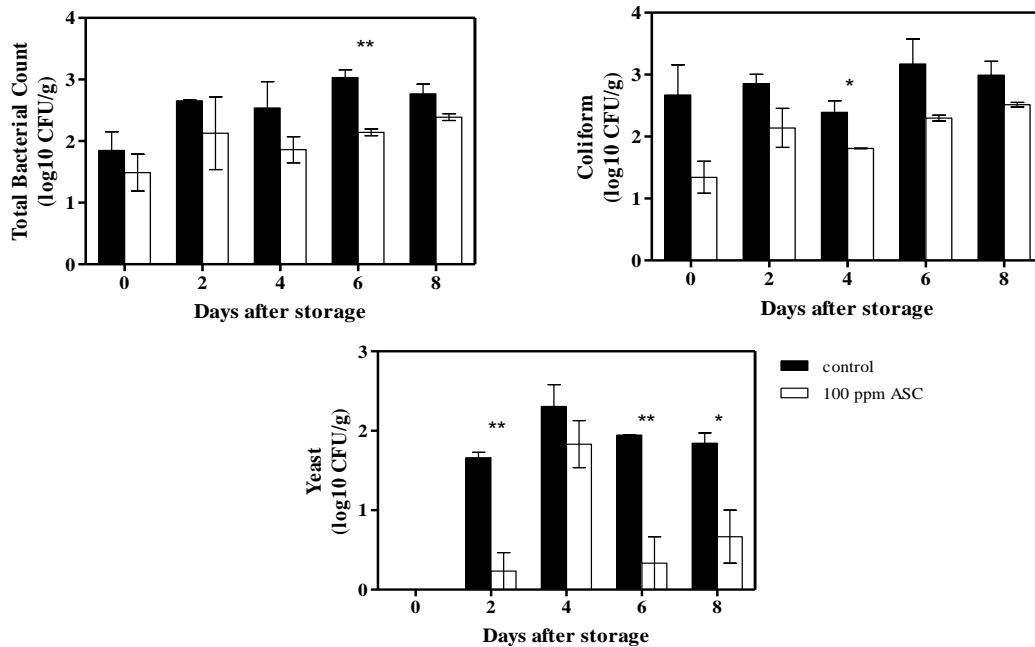 4
3
2
1
0
Total Bacterial Count
(log10 CFU/g)
**
0 2 4 6 8
Days after storage
4
3
2
1
0
Coliform
(log10 CFU/g)
*
0 2 4 6 8
Days after storage
3
2
1
0
Yeast
(log10 CFU/g)
** ** *
0 2 4 6 8
Days after storage
control
100 ppm ASC